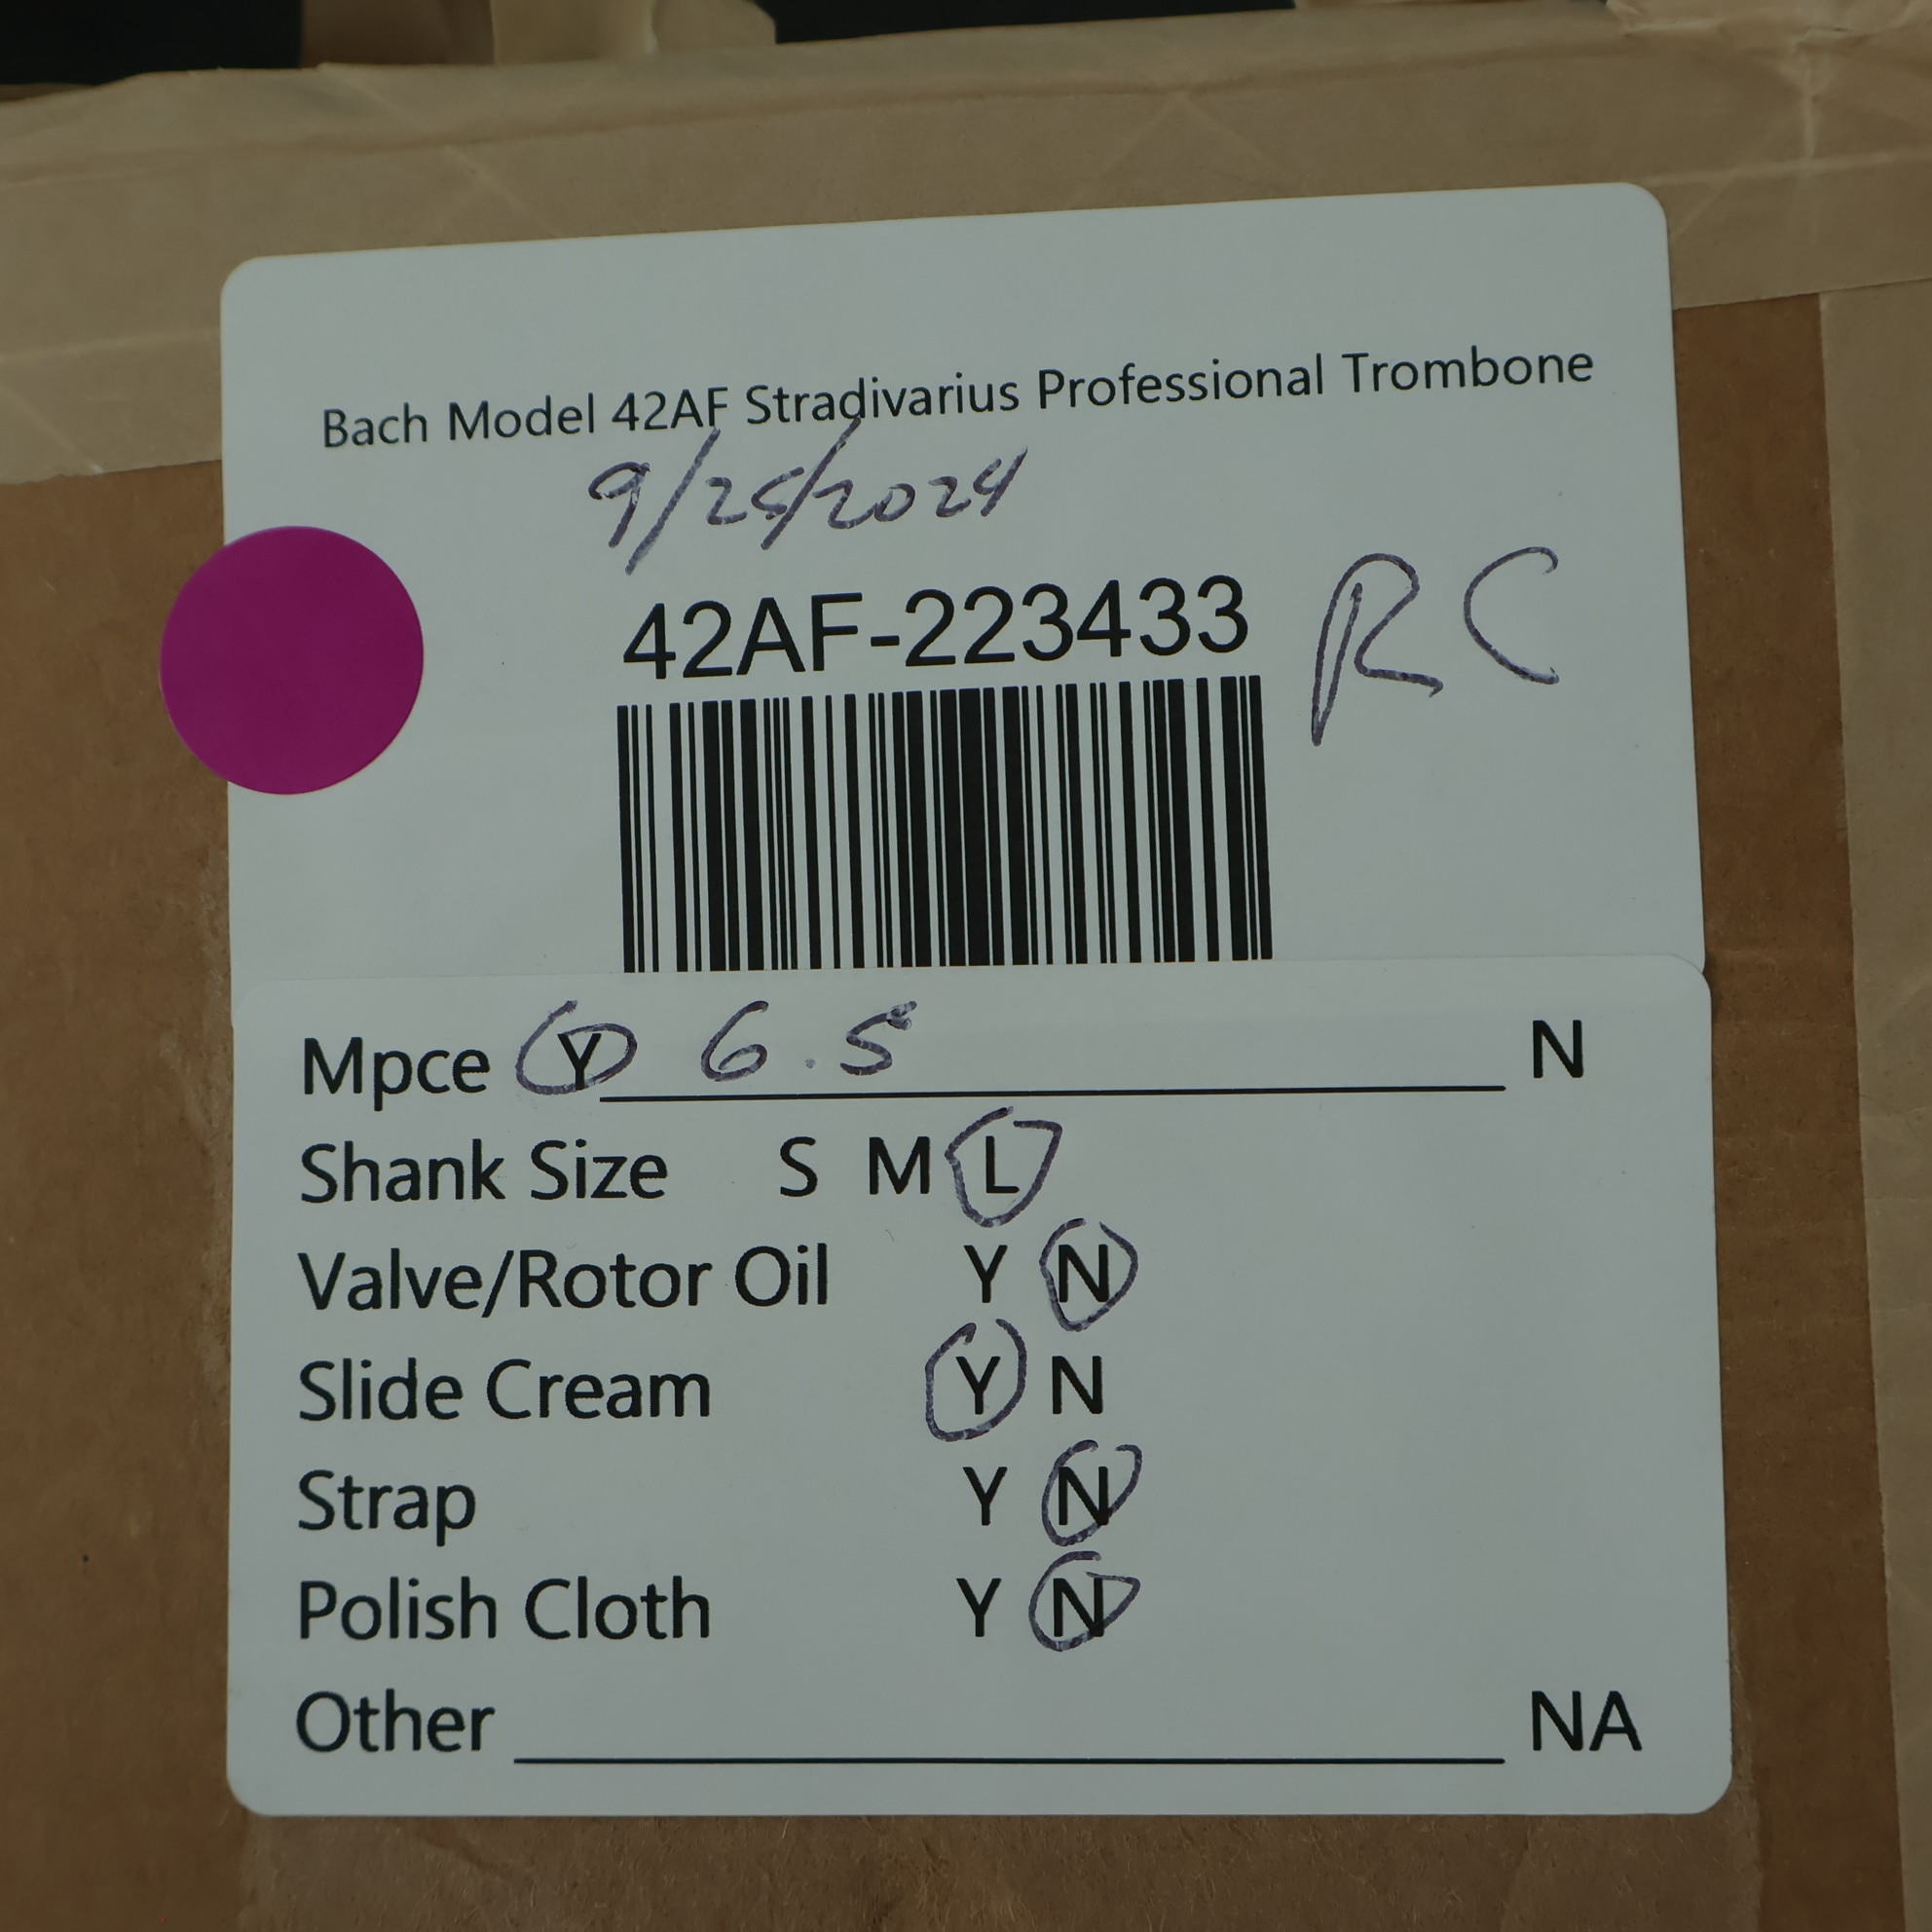 Bach Model 42AF Stradivarius Professional Trombone
9/25/2024
42AF-223433 RC
Mpce Y 6.5 N
Shank Size S M L
Valve/Rotor Oil Y N
Slide Cream Y N
Strap Y N
Polish Cloth Y N
Other NA